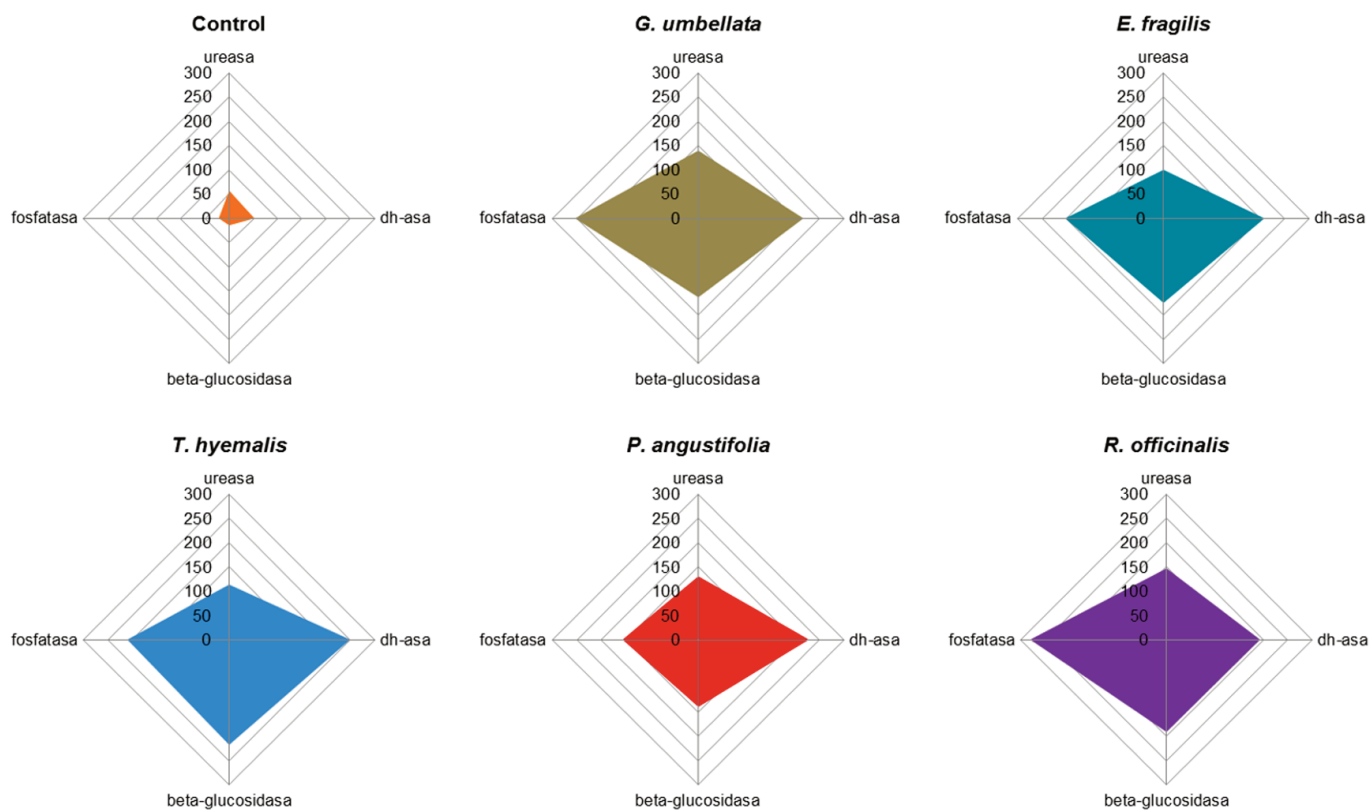 Control
ureasa
300
250
200
150
100
50
0
fosfatasa
dh-asa
beta-glucosidasa
G. umbellata
ureasa
300
250
200
150
100
50
0
fosfatasa
dh-asa
beta-glucosidasa
E. fragilis
ureasa
300
250
200
150
100
50
0
fosfatasa
dh-asa
beta-glucosidasa
T. hyemalis
ureasa
300
250
200
150
100
50
0
fosfatasa
dh-asa
beta-glucosidasa
P. angustifolia
ureasa
300
250
200
150
100
50
0
fosfatasa
dh-asa
beta-glucosidasa
R. officinalis
ureasa
300
250
200
150
100
50
0
fosfatasa
dh-asa
beta-glucosidasa